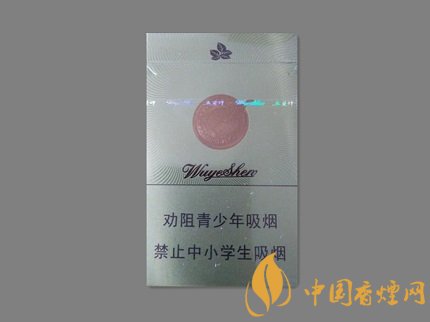 WuyeShen
劝阻青少年吸烟
禁止中小学生吸烟
中国香烟网